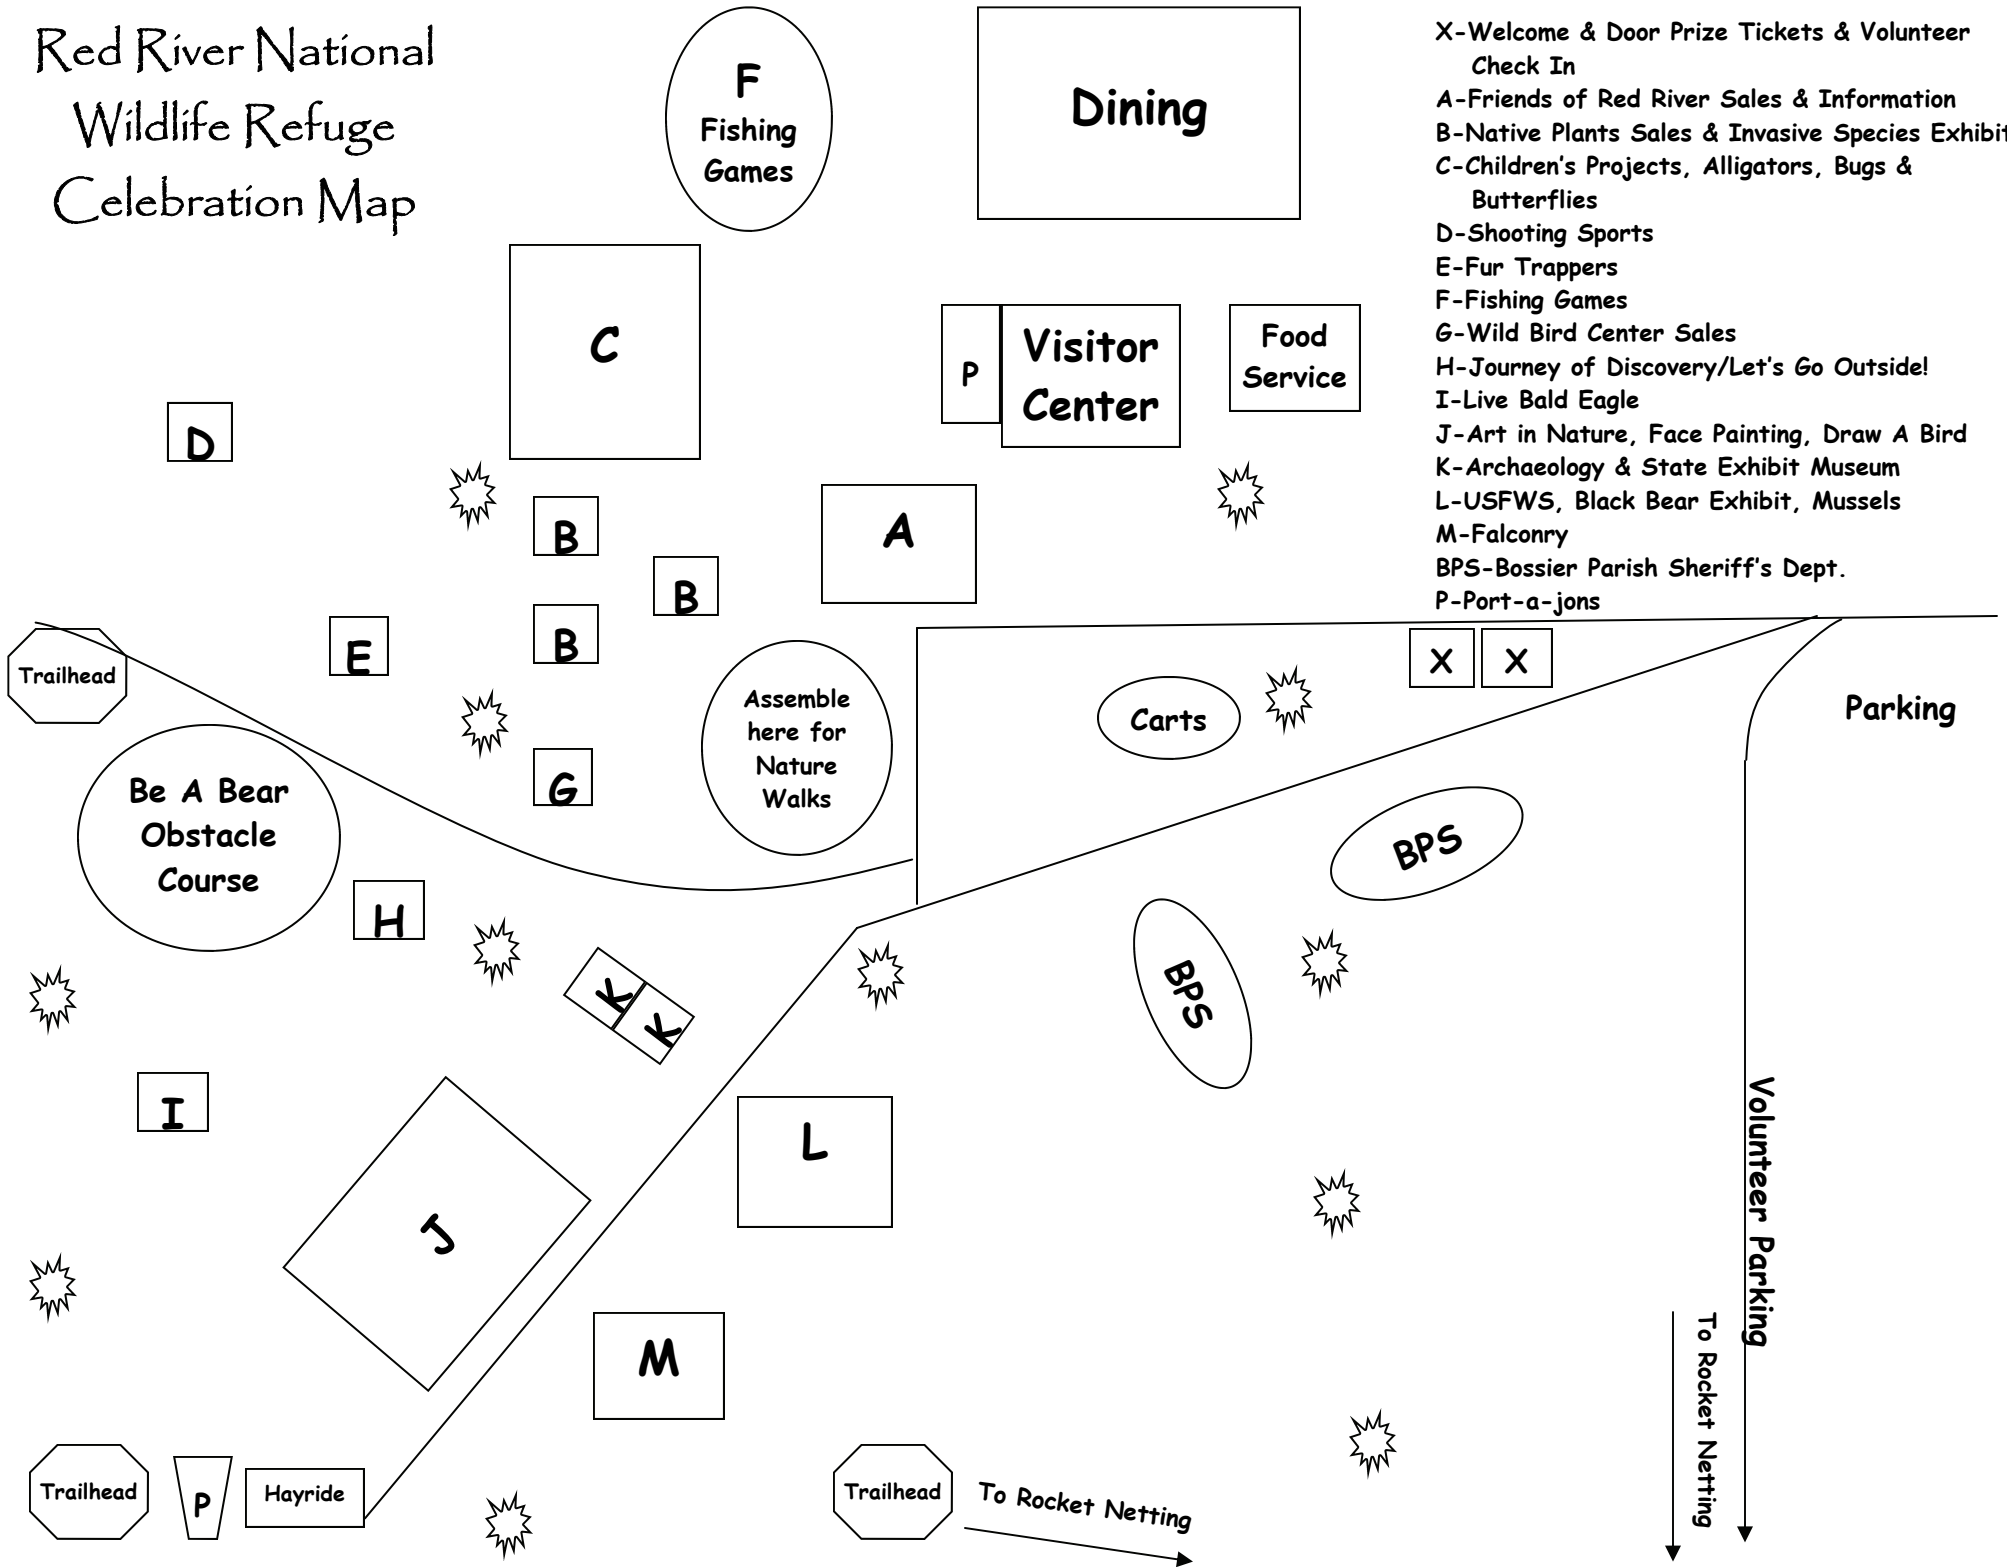 Red River National
Wildlife Refuge
Celebration Map
F
Fishing
Games
Dining
X-Welcome & Door Prize Tickets & Volunteer
Check In
A-Friends of Red River Sales & Information
B-Native Plants Sales & Invasive Species Exhibit
C-Children's Projects, Alligators, Bugs &
Butterflies
D-Shooting Sports
E-Fur Trappers
F-Fishing Games
G-Wild Bird Center Sales
H-Journey of Discovery/Let's Go Outside!
I-Live Bald Eagle
J-Art in Nature, Face Painting, Draw A Bird
K-Archaeology & State Exhibit Museum
L-USFWS, Black Bear Exhibit, Mussels
M-Falconry
BPS-Bossier Parish Sheriff's Dept.
P-Port-a-jons
C
P
Visitor
Center
Food
Service
D
B
A
B
E
B
Trailhead
Assemble
here for
Nature
Walks
X
X
Carts
Parking
G
Be A Bear
Obstacle
Course
BPS
H
K
K
BPS
I
L
J
M
Volunteer Parking
To Rocket Netting
Trailhead
P
Hayride
Trailhead
To Rocket Netting